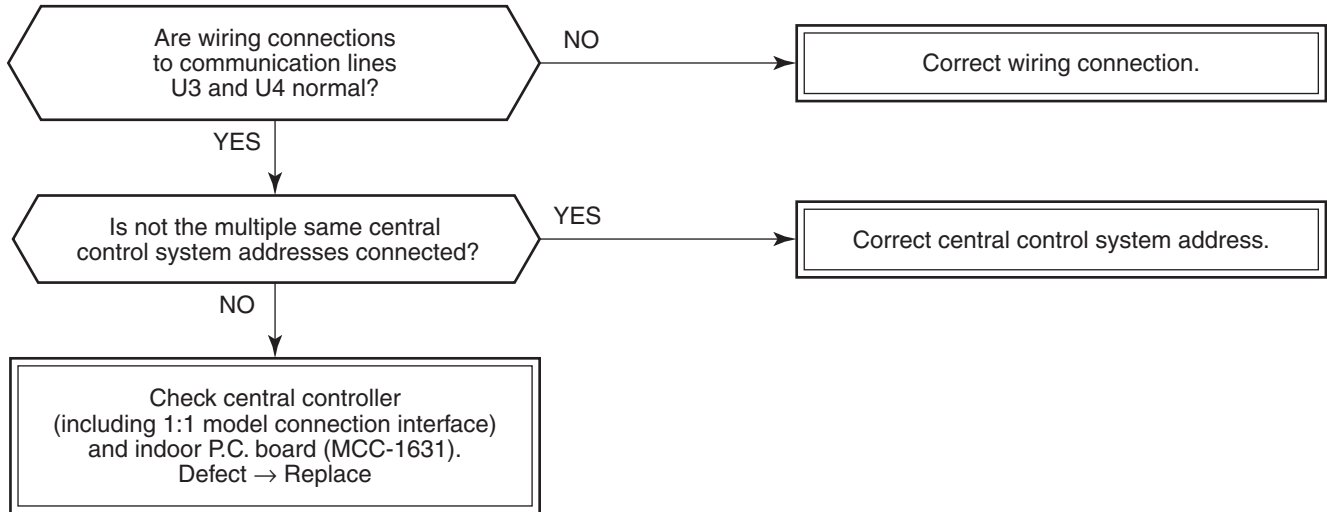 Are wiring connections
to communication lines
U3 and U4 normal?
NO
Correct wiring connection.
YES
Is not the multiple same central
control system addresses connected?
YES
Correct central control system address.
NO
Check central controller
(including 1:1 model connection interface)
and indoor P.C. board (MCC-1631).
Defect → Replace